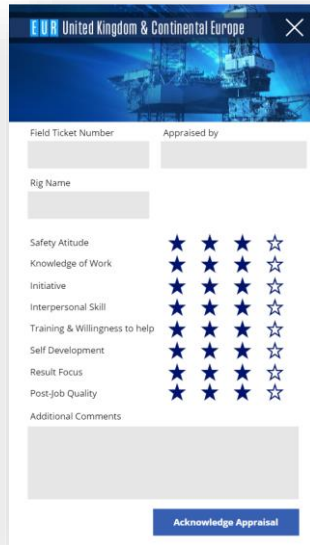 EUR United Kingdom & Continental Europe
Field Ticket Number Appraised by
Rig Name
Safety Atitude
Knowledge of Work
Initiative
Interpersonal Skill
Training & Willingness to help
Self Development
Result Focus
Post-Job Quality
Additional Comments
Acknowledge Appraisal